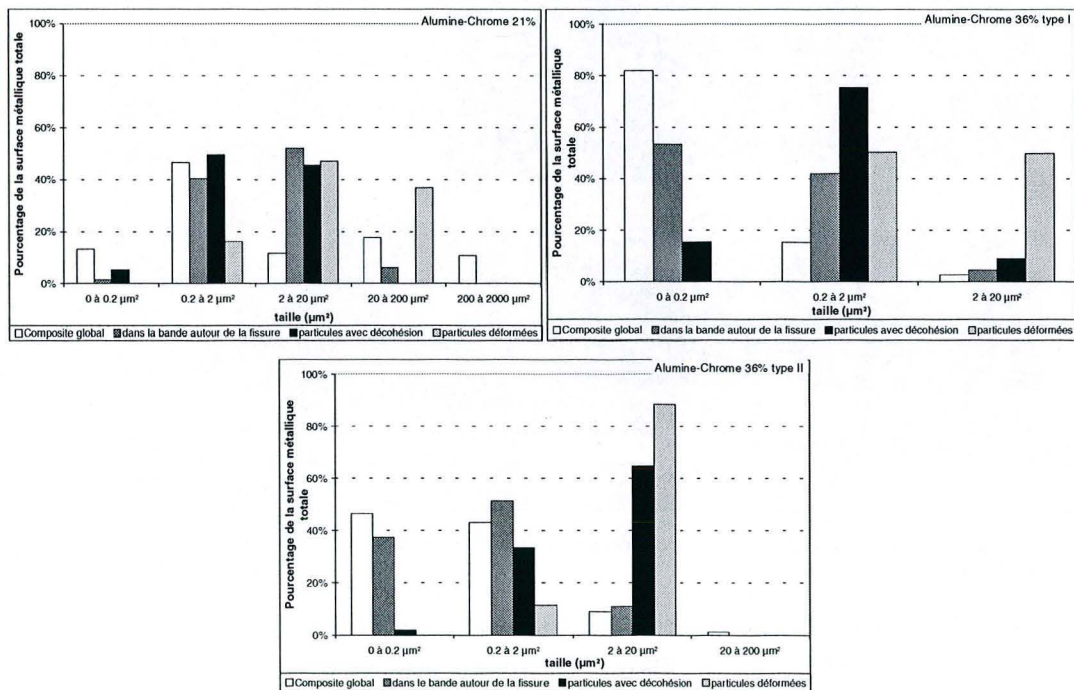 Alumine-Chrome 21%
Pourcentage de la surface métallique totale
100%
80%
60%
40%
20%
0%
0 à 0.2 µm²
0.2 à 2 µm²
2 à 20 µm²
20 à 200 µm²
200 à 2000 µm²
taille (µm²)
Composite global
dans la bande autour de la fissure
particules avec décohésion
particules déformées
Alumine-Chrome 36% type I
Pourcentage de la surface métallique
totale
100%
80%
60%
40%
20%
0%
0 à 0.2 µm²
0.2 à 2 µm²
2 à 20 µm²
taille (µm²)
Composite global
dans la bande autour de la fissure
particules avec décohésion
particules déformées
Alumine-Chrome 36% type II
Pourcentage de la surface métallique
totale
100%
80%
60%
40%
20%
0%
0 à 0.2 µm²
0.2 à 2 µm²
2 à 20 µm²
20 à 200 µm²
taille (µm²)
Composite global
dans la bande autour de la fissure
particules avec décohésion
particules déformées